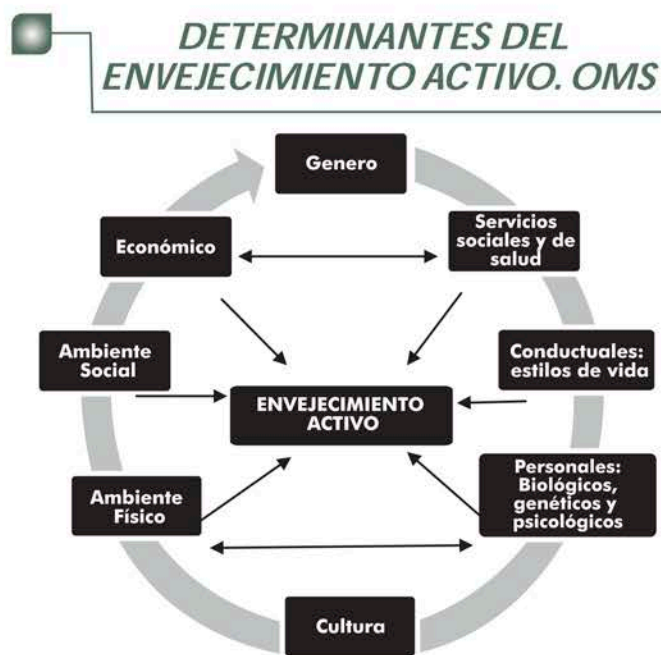 DETERMINANTES DEL
ENVEJECIMIENTO ACTIVO. OMS
Genero
Económico
Servicios
sociales y de
salud
Ambiente
Social
Conductuales:
estilos de vida
ENVEJECIMIENTO
ACTIVO
Ambiente
Físico
Personales:
Biológicos,
genéticos y
psicológicos
Cultura